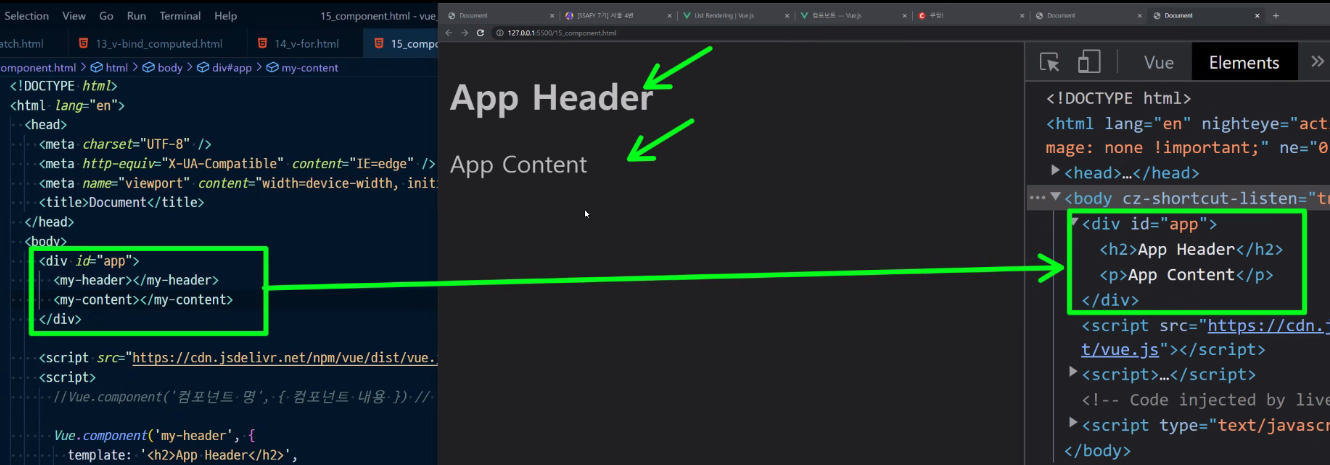 Selection View Go Run Terminal Help 15_component.html - vue_
atch.html 13_v-bind_computed.html 14_v-for.html 15_compo
omponent.html > html > body > div#app > my-content
<!DOCTYPE html>
<html lang="en">
<head>
<meta charset="UTF-8" />
<meta http-equiv="X-UA-Compatible" content="IE=edge" />
<meta name="viewport" content="width=device-width, initi
<title>Document</title>
</head>
<body>
<div id="app">
<my-header></my-header>
<my-content></my-content>
</div>
<script src="https://cdn.jsdelivr.net/npm/vue/dist/vue.
<script>
//Vue.component('컴포넌트 명', { 컴포넌트 내용 }) //
Vue.component('my-header', {
template: '<h2>App Header</h2>',
Document
[SSAFY 7기] 서울 4반
List Rendering | Vue.js
컴포넌트 — Vue.js
쿠팡!
Document
Document
127.0.0.1:5500/15_component.html
App Header
App Content
Vue Elements
<!DOCTYPE html>
<html lang="en" nighteye="acti
mage: none !important;" ne="0
<head>…</head>
<body cz-shortcut-listen="tr
<div id="app">
<h2>App Header</h2>
<p>App Content</p>
</div>
<script src="https://cdn.j
t/vue.js"></script>
<script>…</script>
<!-- Code injected by live
<script type="text/javascr
</body>